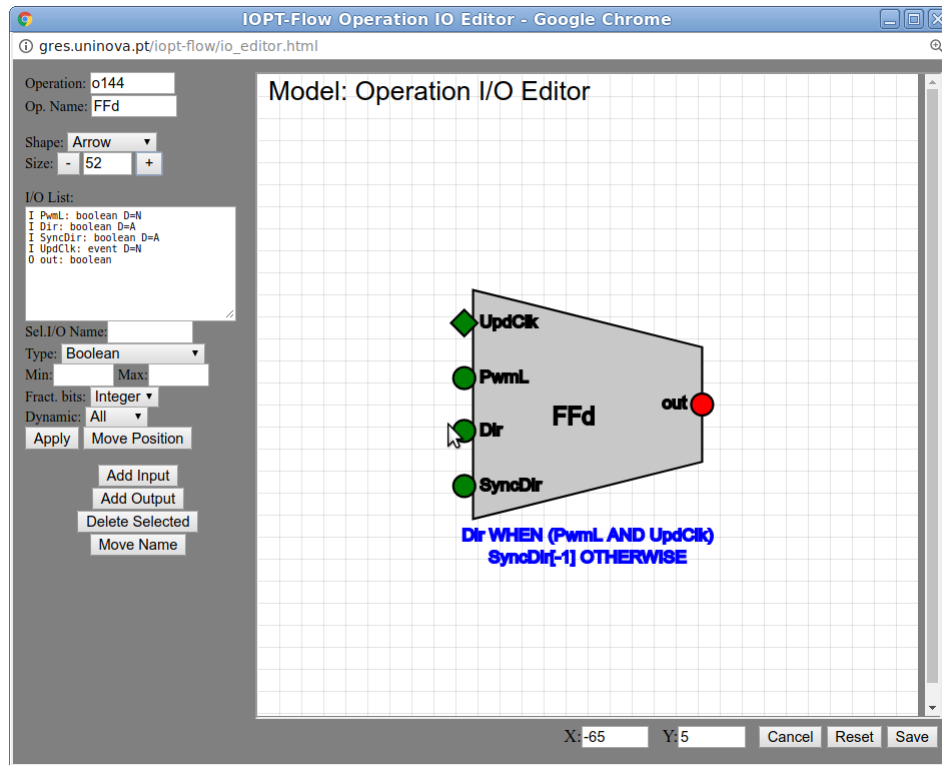 IOPT-Flow Operation IO Editor - Google Chrome
gres.uninova.pt/iopt-flow/io_editor.html
Operation: o144
Op. Name: FFd
Shape: Arrow
Size: - 52 +
I/O List:
I PwmL: boolean D=N
I Dir: boolean D=A
I SyncDir: boolean D=A
I UpdClk: event D=N
O out: boolean
Sel.I/O Name:
Type: Boolean
Min: Max:
Fract. bits: Integer
Dynamic: All
Apply Move Position
Add Input
Add Output
Delete Selected
Move Name
Model: Operation I/O Editor
UpdClk
PwmL
out
FFd
Dir
SyncDir
Dir WHEN (PwmL AND UpdClk)
SyncDir[-1] OTHERWISE
X: -65 Y: 5 Cancel Reset Save